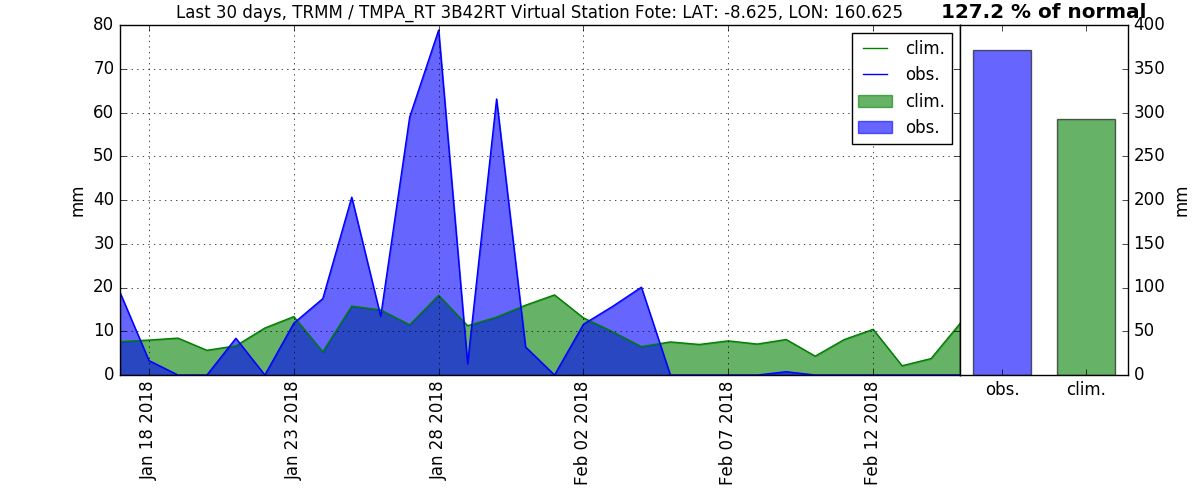 Last 30 days, TRMM / TMPA_RT 3B42RT Virtual Station Fote: LAT: -8.625, LON: 160.625
127.2 % of normal
80
70
60
50
40
30
20
10
0
mm
clim.
obs.
clim.
obs.
Jan 18 2018
Jan 23 2018
Jan 28 2018
Feb 02 2018
Feb 07 2018
Feb 12 2018
400
350
300
250
200
150
100
50
0
mm
obs.
clim.